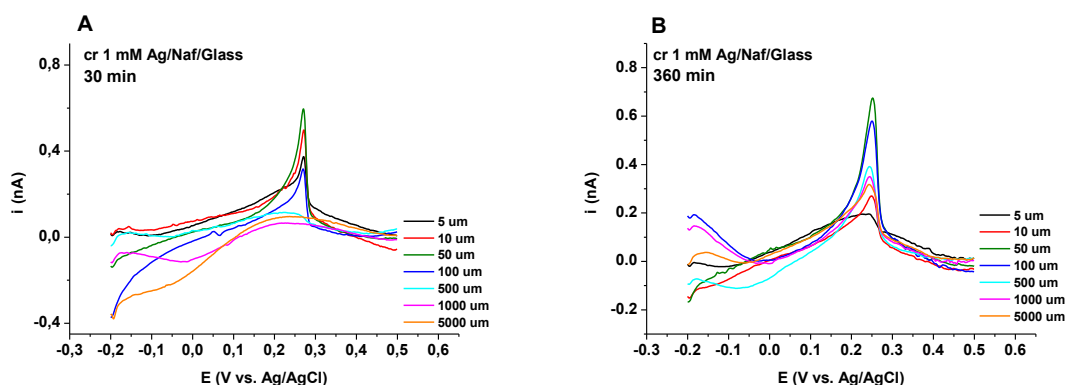 A
cr 1 mM Ag/Naf/Glass
30 min
0,8
0,4
0,0
-0,4
i (nA)
-0,3 -0,2 -0,1 0,0 0,1 0,2 0,3 0,4 0,5 0,6
E (V vs. Ag/AgCl)
5 um
10 um
50 um
100 um
500 um
1000 um
5000 um
B
cr 1 mM Ag/Naf/Glass
360 min
0.8
0.6
0.4
0.2
0.0
-0.2
i (nA)
-0.3 -0.2 -0.1 0.0 0.1 0.2 0.3 0.4 0.5 0.6
E (V vs. Ag/AgCl)
5 um
10 um
50 um
100 um
500 um
1000 um
5000 um